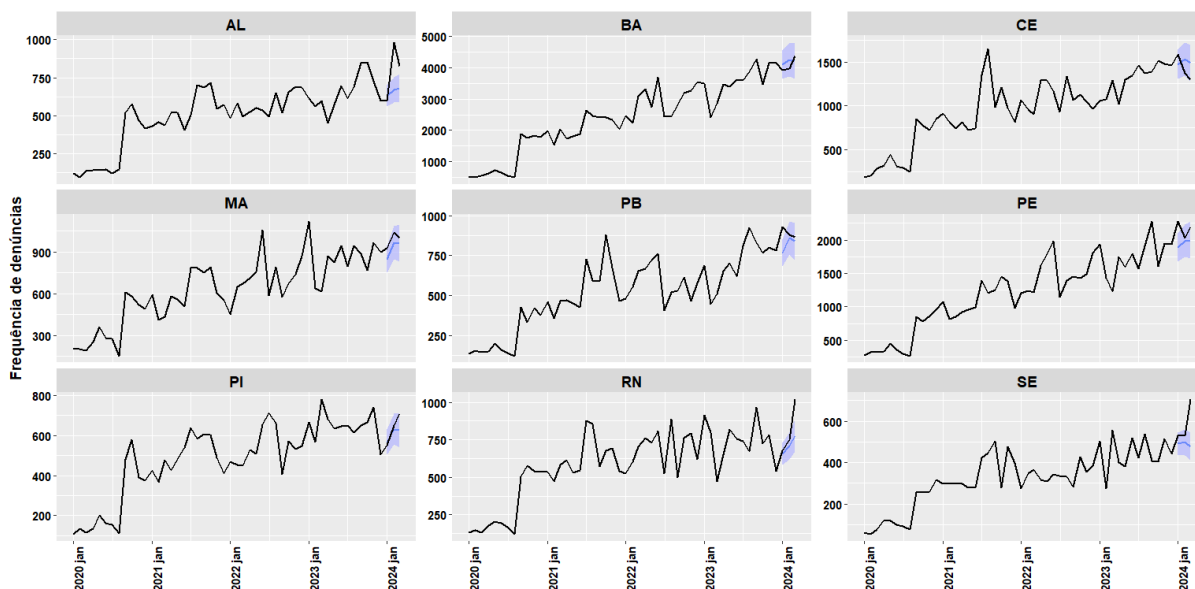 AL
BA
CE
1000
750
500
250
5000
4000
3000
2000
1000
1500
1000
500
MA
PB
PE
Frequência de denúncias
900
600
300
1000
750
500
250
2000
1500
1000
500
PI
RN
SE
800
600
400
200
1000
750
500
250
600
400
200
2020 jan
2021 jan
2022 jan
2023 jan
2024 jan
2020 jan
2021 jan
2022 jan
2023 jan
2024 jan
2020 jan
2021 jan
2022 jan
2023 jan
2024 jan